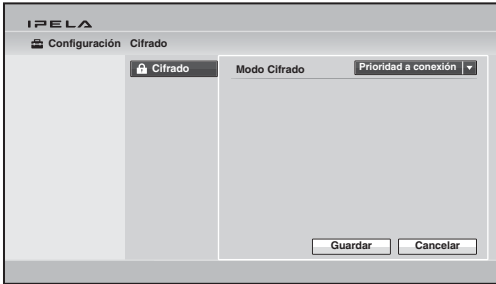 IPELA
Configuración Cifrado
Cifrado
Modo Cifrado Prioridad a conexión
Guardar Cancelar